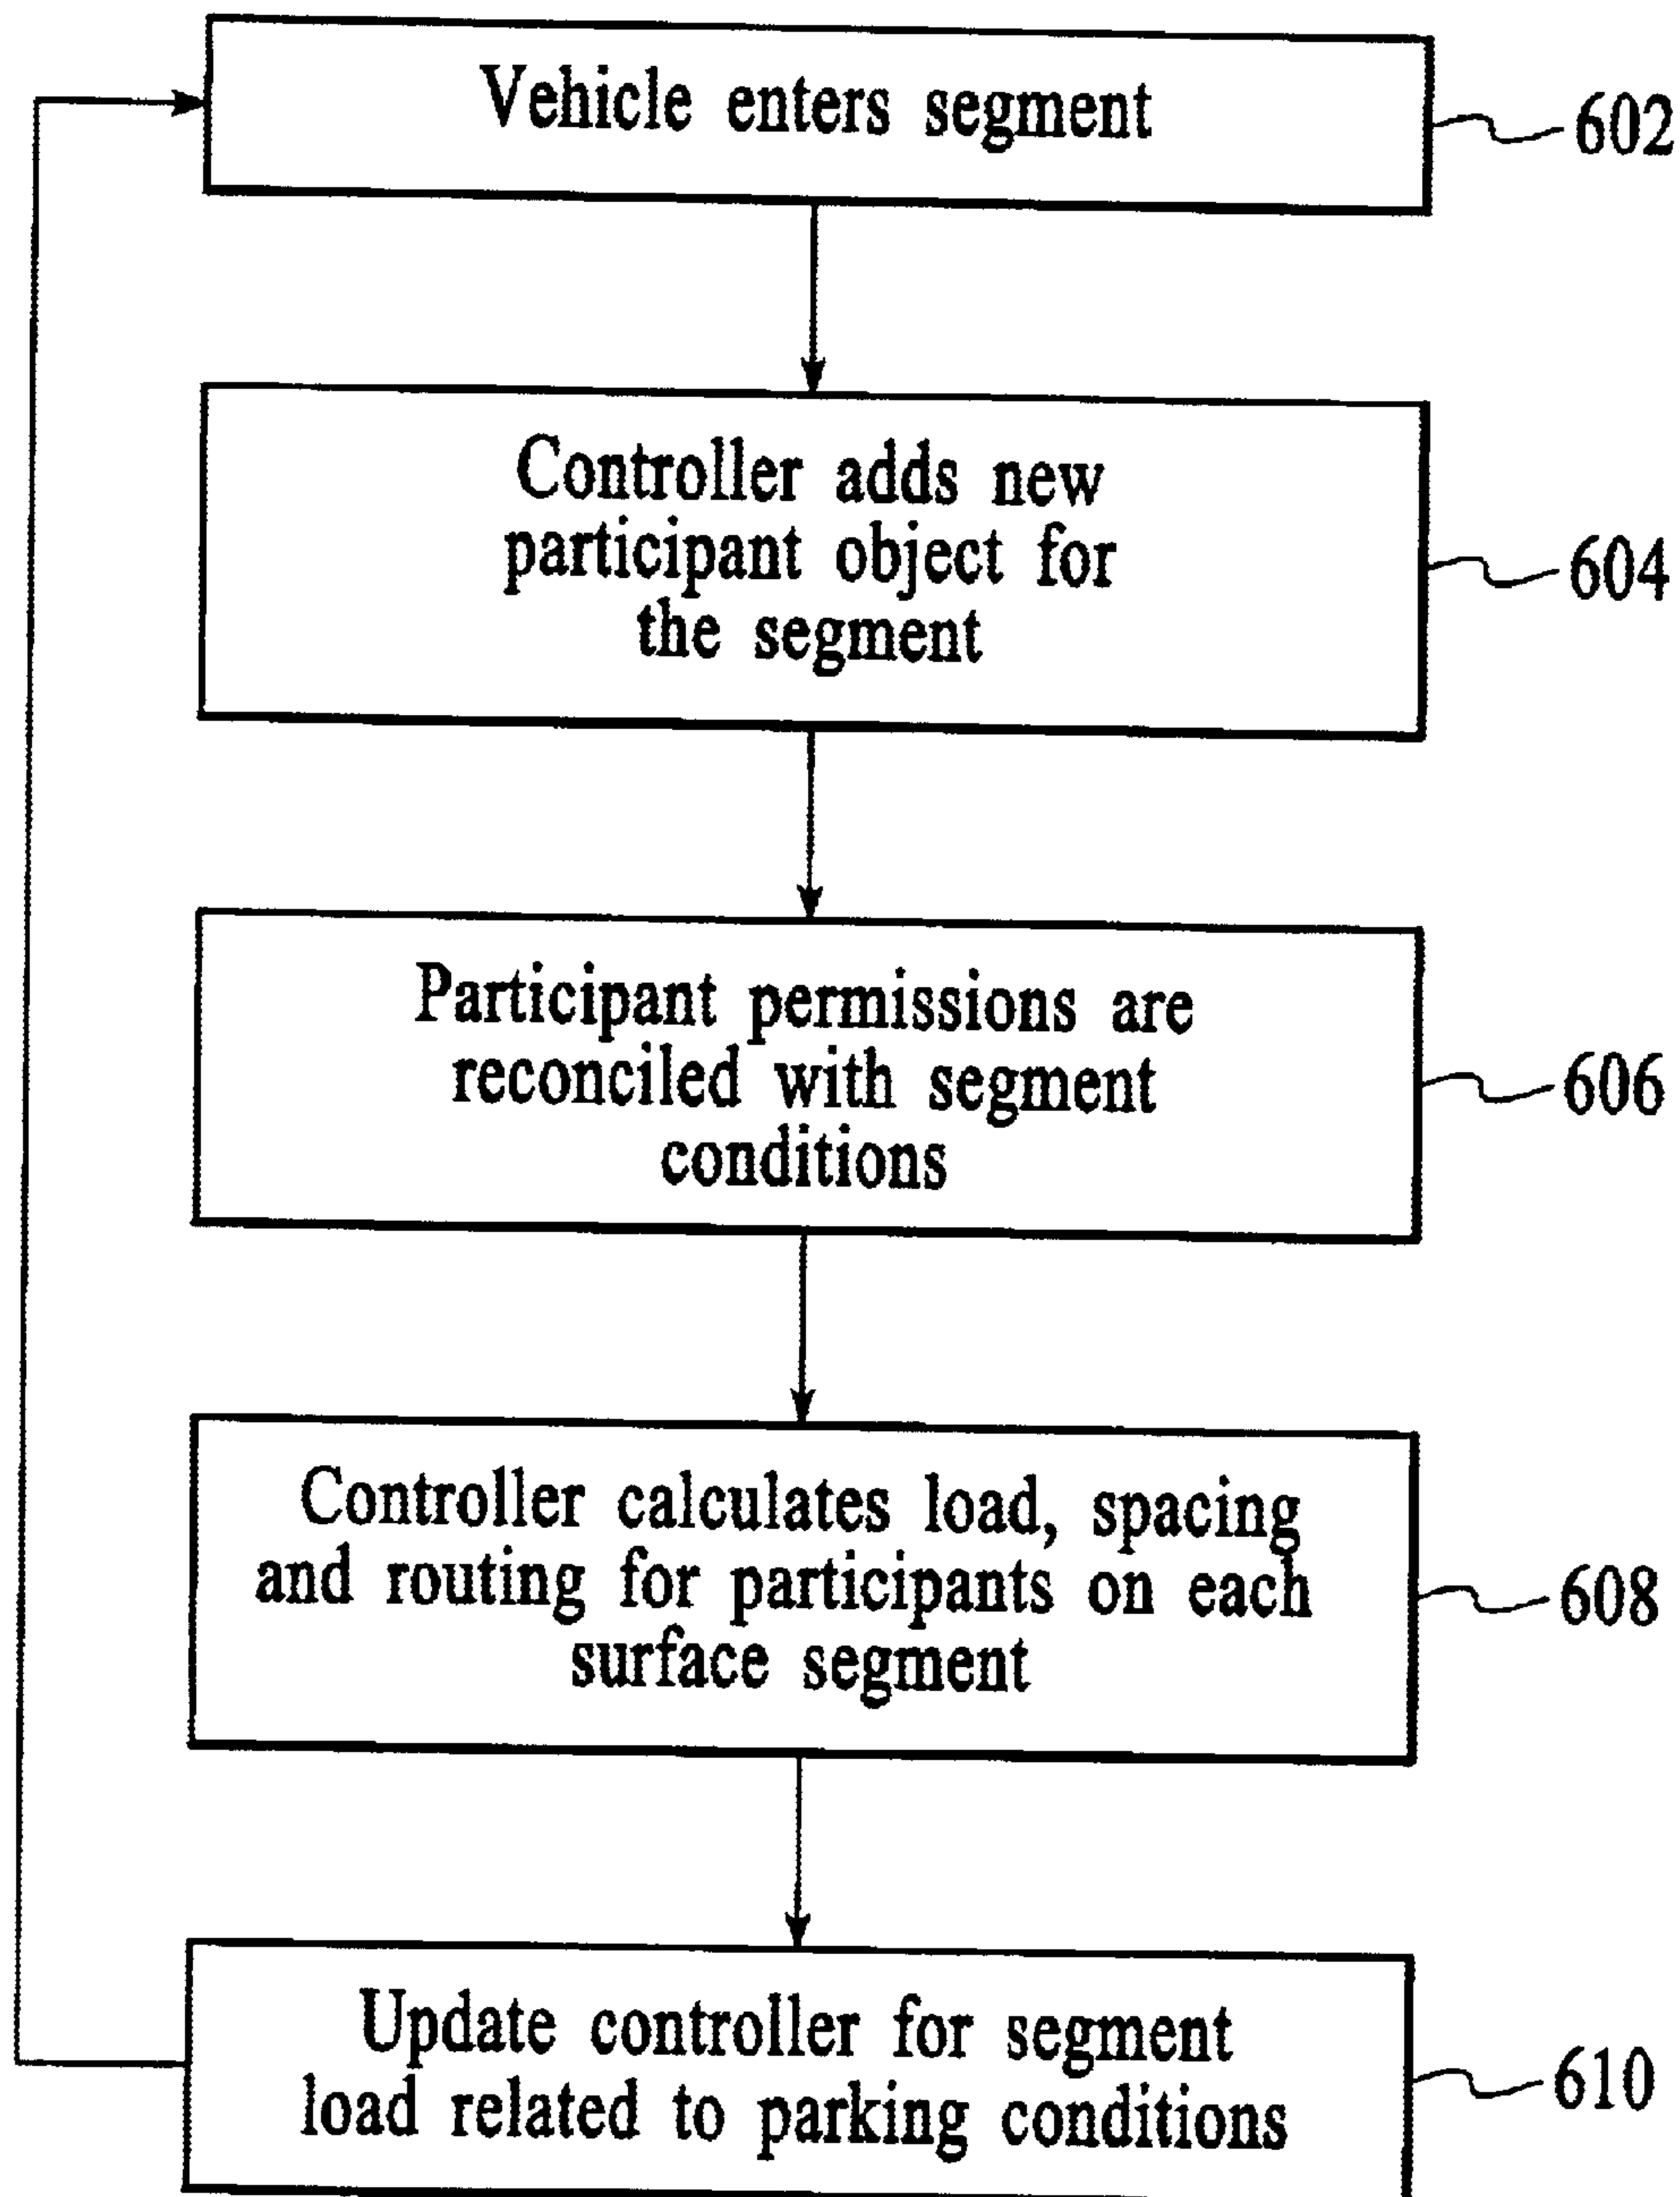 Vehicle enters segment
602
Controller adds new
participant object for
the segment
604
Participant permissions are
reconciled with segment
conditions
606
Controller calculates load, spacing
and routing for participants on each
surface segment
608
Update controller for segment
load related to parking conditions
610